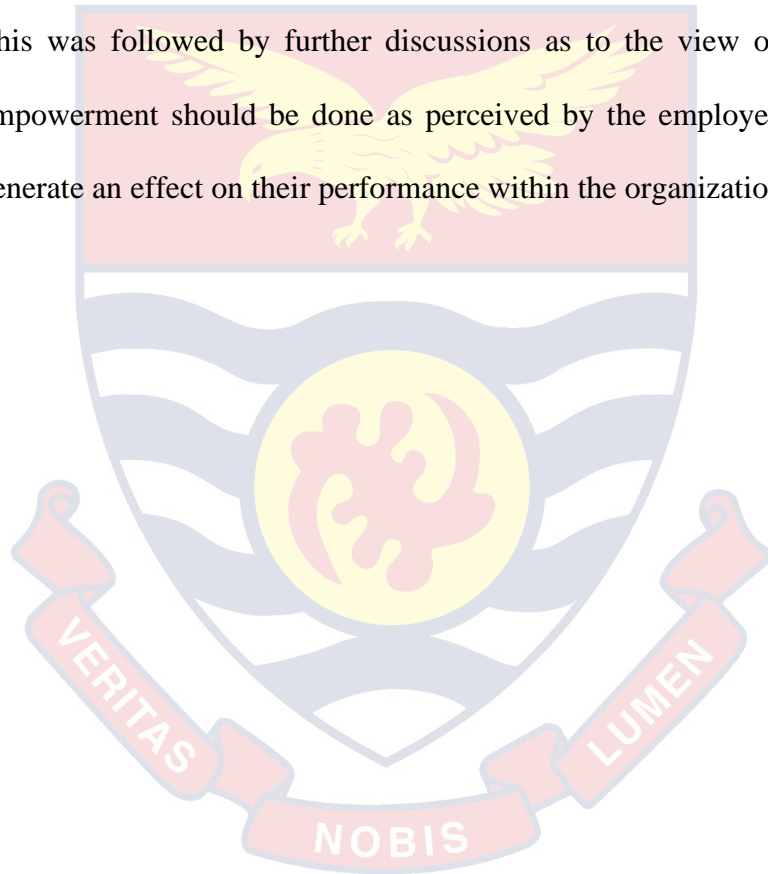 his was followed by further discussions as to the view o
mpowerment should be done as perceived by the employe
enerate an effect on their performance within the organizatio
VERITAS
NOBIS
LUMEN